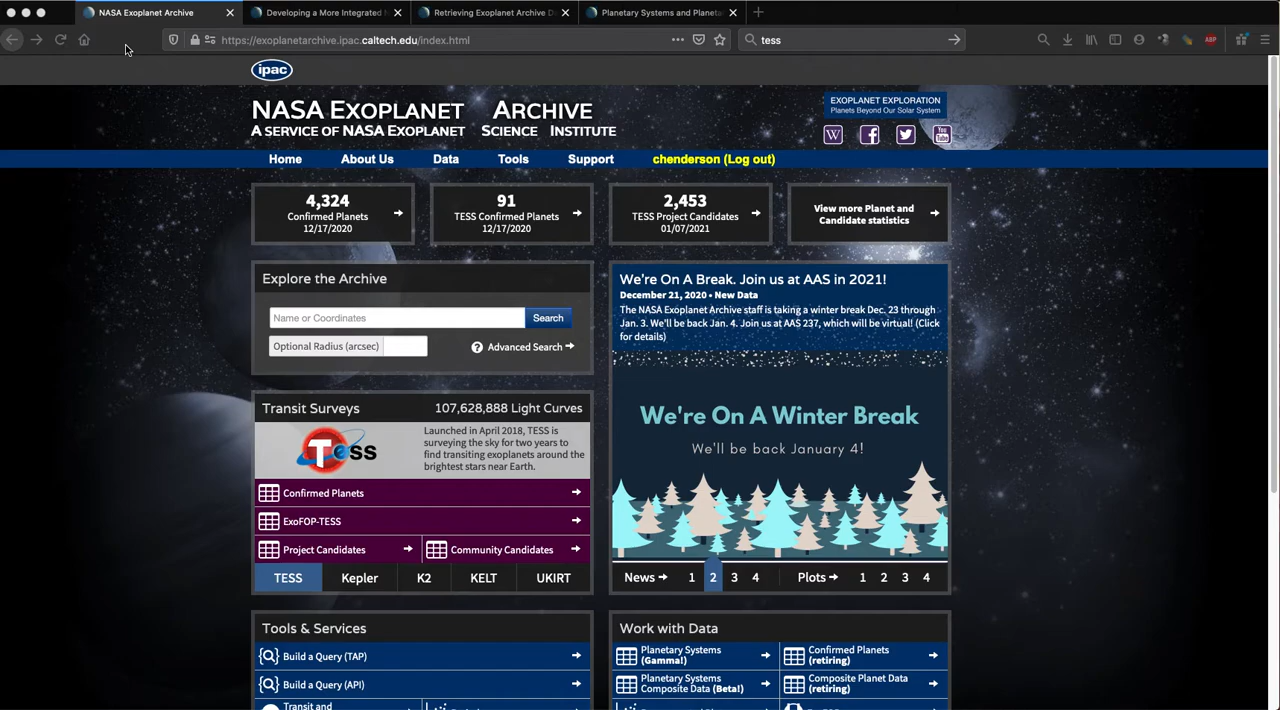 NASA Exoplanet Archive
Developing a More Integrated N
Retrieving Exoplanet Archive D
Planetary Systems and Planeta
https://exoplanetarchive.ipac.caltech.edu/index.html
tess
ABP
ipac
NASA EXOPLANET ARCHIVE
A SERVICE OF NASA EXOPLANET SCIENCE INSTITUTE
EXOPLANET EXPLORATION
Planets Beyond Our Solar System
W
You Tube
Home About Us Data Tools Support chenderson (Log out)
4,324
Confirmed Planets
12/17/2020
91
TESS Confirmed Planets
12/17/2020
2,453
TESS Project Candidates
01/07/2021
View more Planet and
Candidate statistics
Explore the Archive
Name or Coordinates
Search
Optional Radius (arcsec)
? Advanced Search
We're On A Break. Join us at AAS in 2021!
December 21, 2020 • New Data
The NASA Exoplanet Archive staff is taking a winter break Dec. 23 through
Jan. 3. We'll be back Jan. 4. Join us at AAS 237, which will be virtual! (Click
for details)
We're On A Winter Break
We'll be back January 4!
News 1 2 3 4 Plots 1 2 3 4
Transit Surveys 107,628,888 Light Curves
Tess
Launched in April 2018, TESS is
surveying the sky for two years to
find transiting exoplanets around the
brightest stars near Earth.
Confirmed Planets
ExoFOP-TESS
Project Candidates
Community Candidates
TESS Kepler K2 KELT UKIRT
Tools & Services
Build a Query (TAP)
Build a Query (API)
Transit and
Work with Data
Planetary Systems
(Gamma!)
Confirmed Planets
(retiring)
Planetary Systems
Composite Data (Beta!)
Composite Planet Data
(retiring)